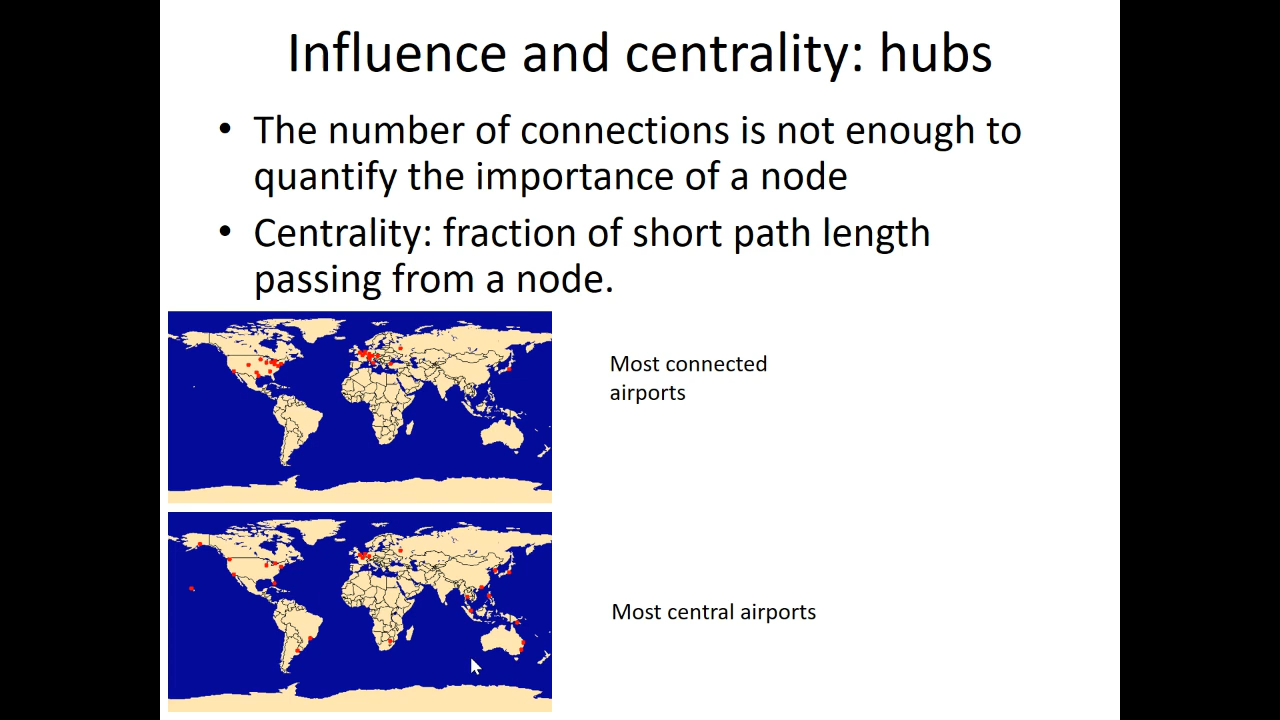 Influence and centrality: hubs
• The number of connections is not enough to
quantify the importance of a node
• Centrality: fraction of short path length
passing from a node.
Most connected
airports
Most central airports